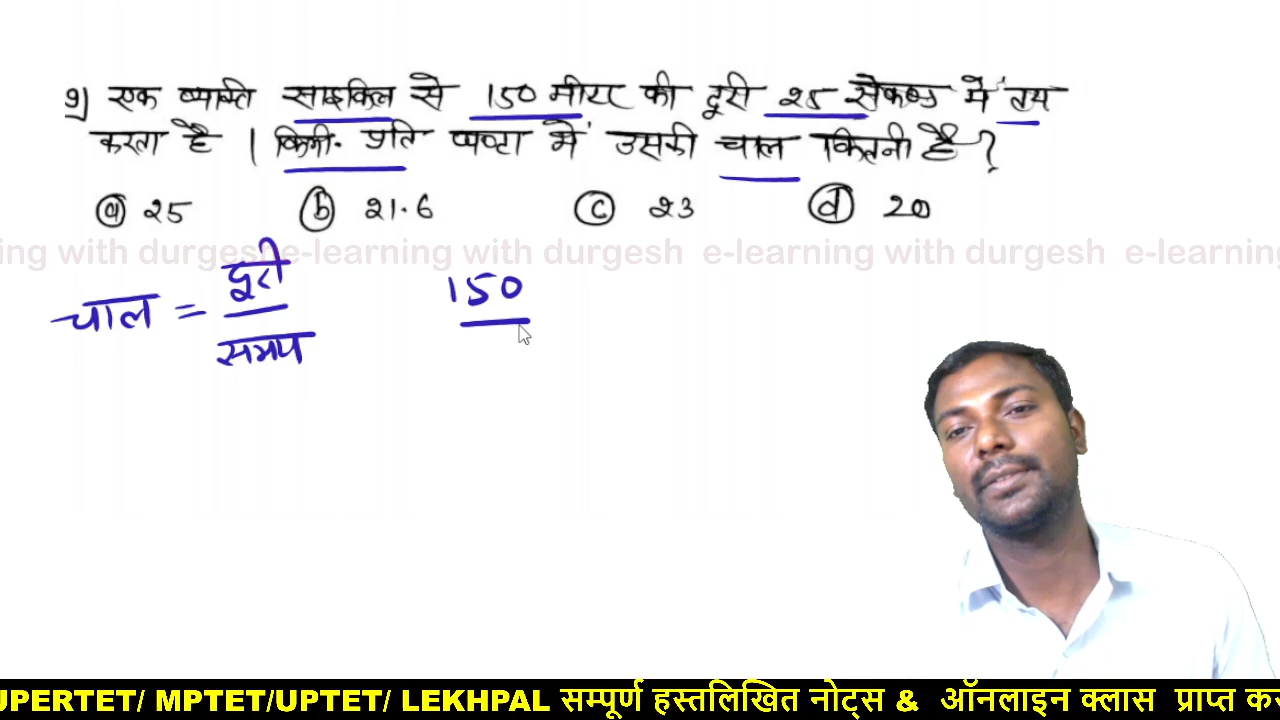 9) एक व्यक्ति साइकिल से 150 मीटर की दूरी 25 सेकण्ड में तय
करता है | किमी. प्रति घण्टा में उसकी चाल कितनी है ?
(a) 25 (b) 21.6 (c) 23 (d) 20
ing with durgesh e-learning with durgesh e-learning with durgesh e-learning
चाल = दूरी 150
समय
UPERTET/ MPTET/UPTET/ LEKHPAL सम्पूर्ण हस्तलिखित नोट्स & ऑनलाइन क्लास प्राप्त कर